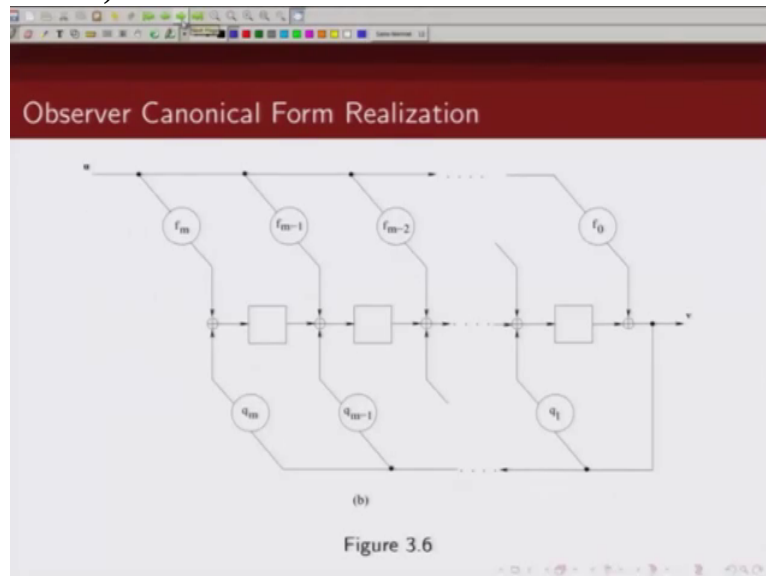 Observer Canonical Form Realization
u
f_m f_{m-1} f_{m-2} f_0
v
q_m q_{m-1} q_1
(b)
Figure 3.6